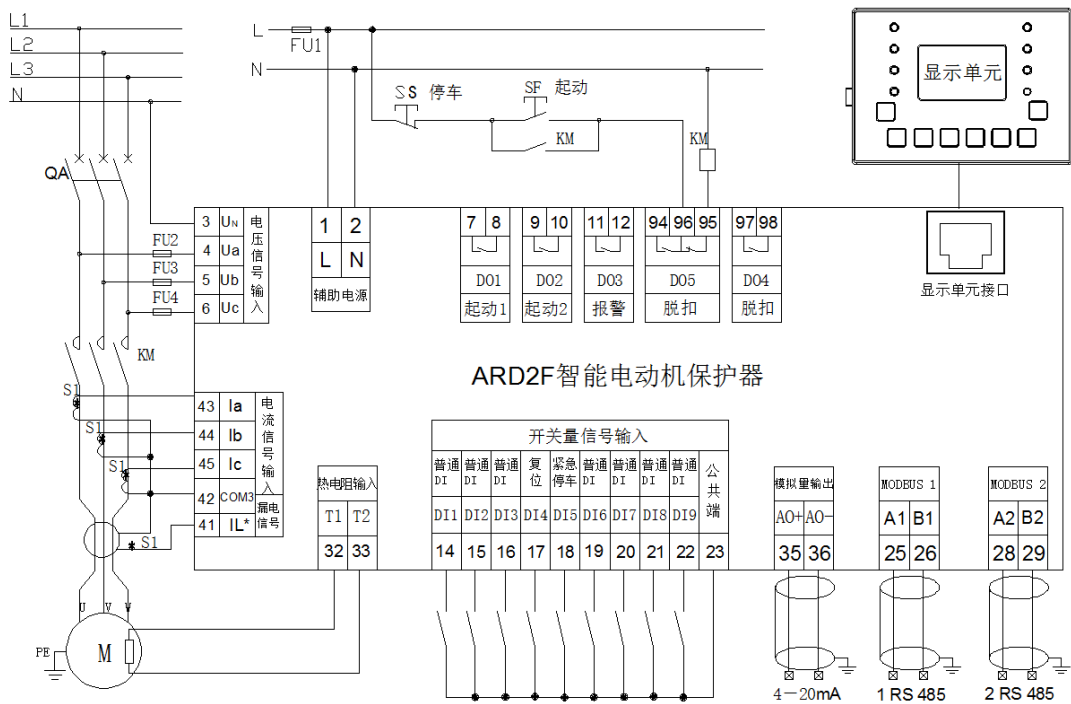 L1
L2
L3
N
L
FU1
N
SS 停车
SF 起动
KM
KM
显示单元
QA
3 UN
4 Ua
5 Ub
6 Uc
电压信号输入
FU2
FU3
FU4
1 2
L N
辅助电源
7 8
DO1
起动1
9 10
DO2
起动2
11 12
DO3
报警
94 96 95
DO5
脱扣
97 98
DO4
脱扣
显示单元接口
KM
ARD2F智能电动机保护器
S1
S1
S1
S1
43 Ia
44 Ib
45 Ic
42 COM3
41 IL*
电流信号输入
漏电信号
热电阻输入
T1 T2
32 33
开关量信号输入
普通DI 普通DI 普通DI 复位 紧急停车 普通DI 普通DI 普通DI 普通DI 公共端
DI1 DI2 DI3 DI4 DI5 DI6 DI7 DI8 DI9
14 15 16 17 18 19 20 21 22 23
模拟量输出
AO+ AO-
35 36
4－20mA
MODBUS 1
A1 B1
25 26
1 RS 485
MODBUS 2
A2 B2
28 29
2 RS 485
U V
M
PE